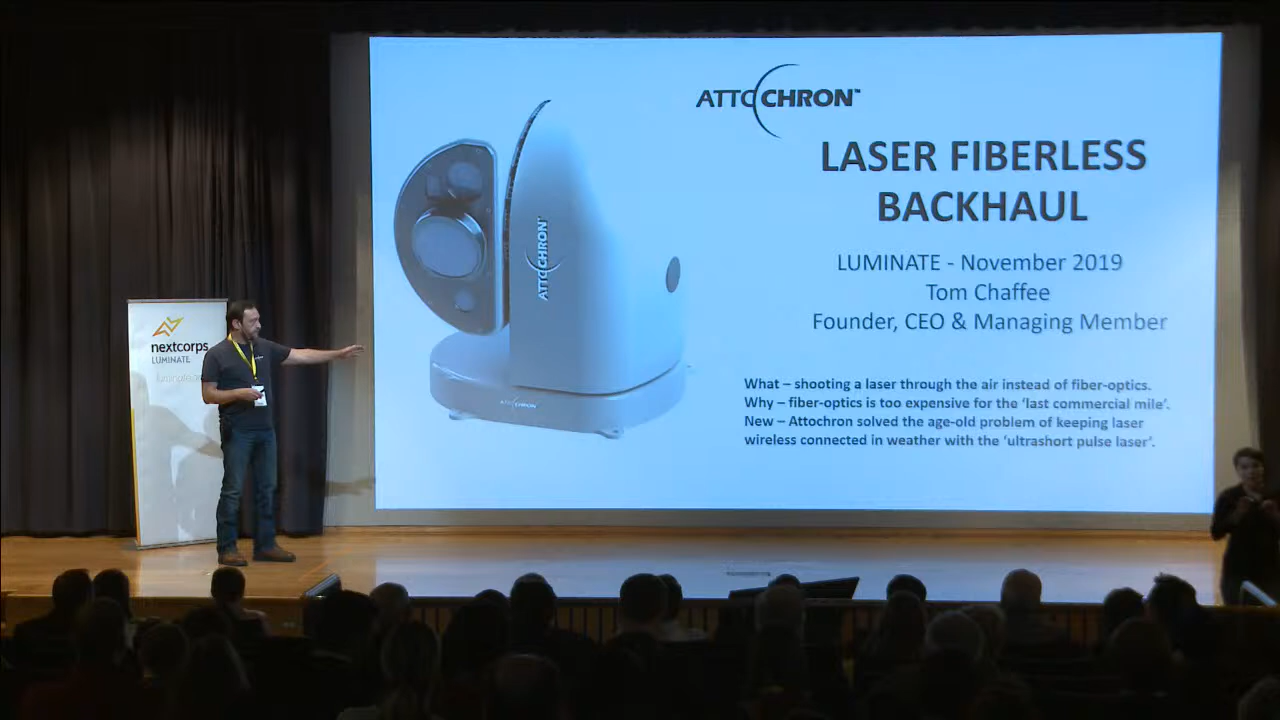 ATTOCHRON™
LASER FIBERLESS
BACKHAUL
LUMINATE - November 2019
Tom Chaffee
Founder, CEO & Managing Member
What – shooting a laser through the air instead of fiber-optics.
Why – fiber-optics is too expensive for the ‘last commercial mile’.
New – Attochron solved the age-old problem of keeping laser
wireless connected in weather with the ‘ultrashort pulse laser’.
ATTOCHRON
ATTOCHRON
nextcorps
LUMINATE